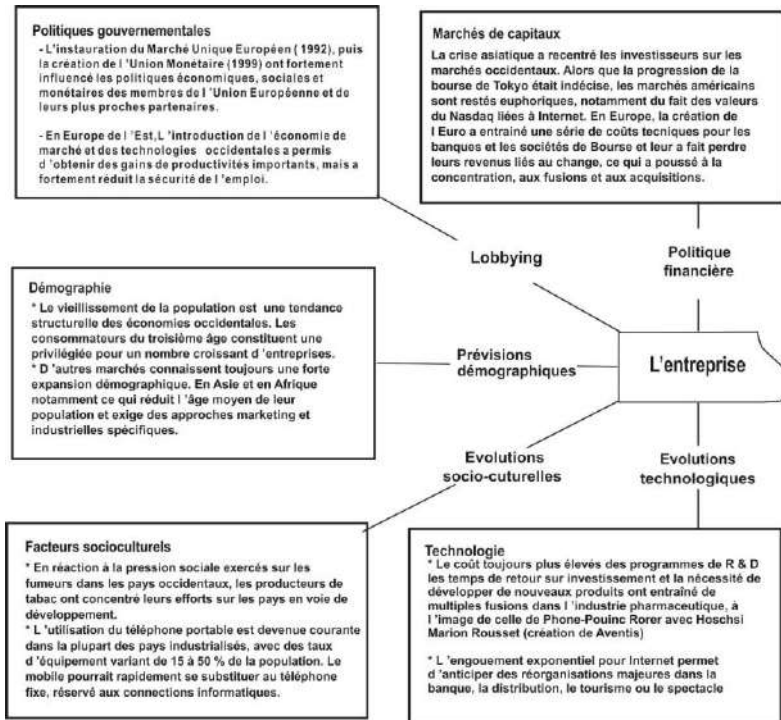 Politiques gouvernementales
- L'instauration du Marché Unique Européen ( 1992), puis
la création de l 'Union Monétaire (1999) ont fortement
influencé les politiques économiques, sociales et
monétaires des membres de l 'Union Européenne et de
leurs plus proches partenaires.
- En Europe de l 'Est,L 'introduction de l 'économie de
marché et des technologies occidentales a permis
d 'obtenir des gains de productivités importants, mais a
fortement réduit la sécurité de l 'emploi.
Marchés de capitaux
La crise asiatique a recentré les investisseurs sur les
marchés occidentaux. Alors que la progression de la
bourse de Tokyo était indécise, les marchés américains
sont restés euphoriques, notamment du fait des valeurs
du Nasdaq liées à Internet. En Europe, la création de
l Euro a entrainé une série de coûts tecniques pour les
banques et les sociétés de Bourse et leur a fait perdre
leurs revenus liés au change, ce qui a poussé à la
concentration, aux fusions et aux acquisitions.
Lobbying
Politique
financière
Démographie
* Le vieillissement de la population est une tendance
structurelle des économies occidentales. Les
consommateurs du troisième âge constituent une
privilégiée pour un nombre croissant d 'entreprises.
* D 'autres marchés connaissent toujours une forte
expansion démographique. En Asie et en Afrique
notamment ce qui réduit l 'âge moyen de leur
population et exige des approches marketing et
industrielles spécifiques.
Prévisions
démographiques
L'entreprise
Evolutions
socio-cuturelles
Evolutions
technologiques
Facteurs socioculturels
* En réaction à la pression sociale exercés sur les
fumeurs dans les pays occidentaux, les producteurs de
tabac ont concentré leurs efforts sur les pays en voie de
développement.
* L 'utilisation du téléphone portable est devenue courante
dans la plupart des pays industrialisés, avec des taux
d 'équipement variant de 15 à 50 % de la population. Le
mobile pourrait rapidement se substituer au téléphone
fixe, réservé aux connections informatiques.
Technologie
* Le coût toujours plus élevés des programmes de R & D
les temps de retour sur investissement et la nécessité de
développer de nouveaux produits ont entraîné de
multiples fusions dans l 'industrie pharmaceutique, à
l 'image de celle de Phone-Pouinc Rorer avec Hoschsi
Marion Rousset (création de Aventis)
* L 'engouement exponentiel pour Internet permet
d 'anticiper des réorganisations majeures dans la
banque, la distribution, le tourisme ou le spectacle